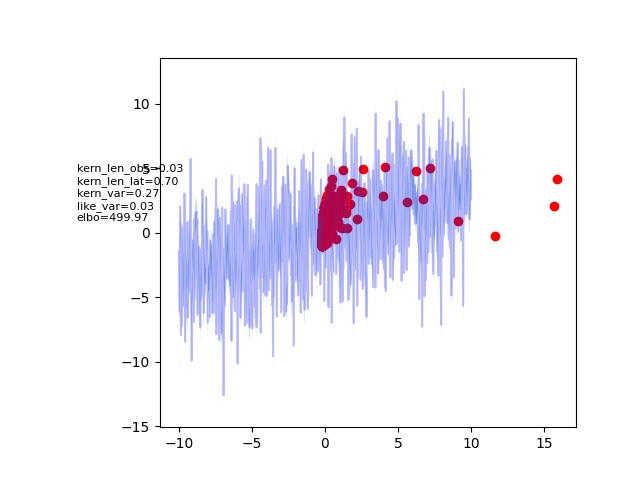 10
5
0
−5
−10
−15
kern_len_obs=0.03
kern_len_lat=0.70
kern_var=0.27
like_var=0.03
elbo=499.97
−10
−5
0
5
10
15